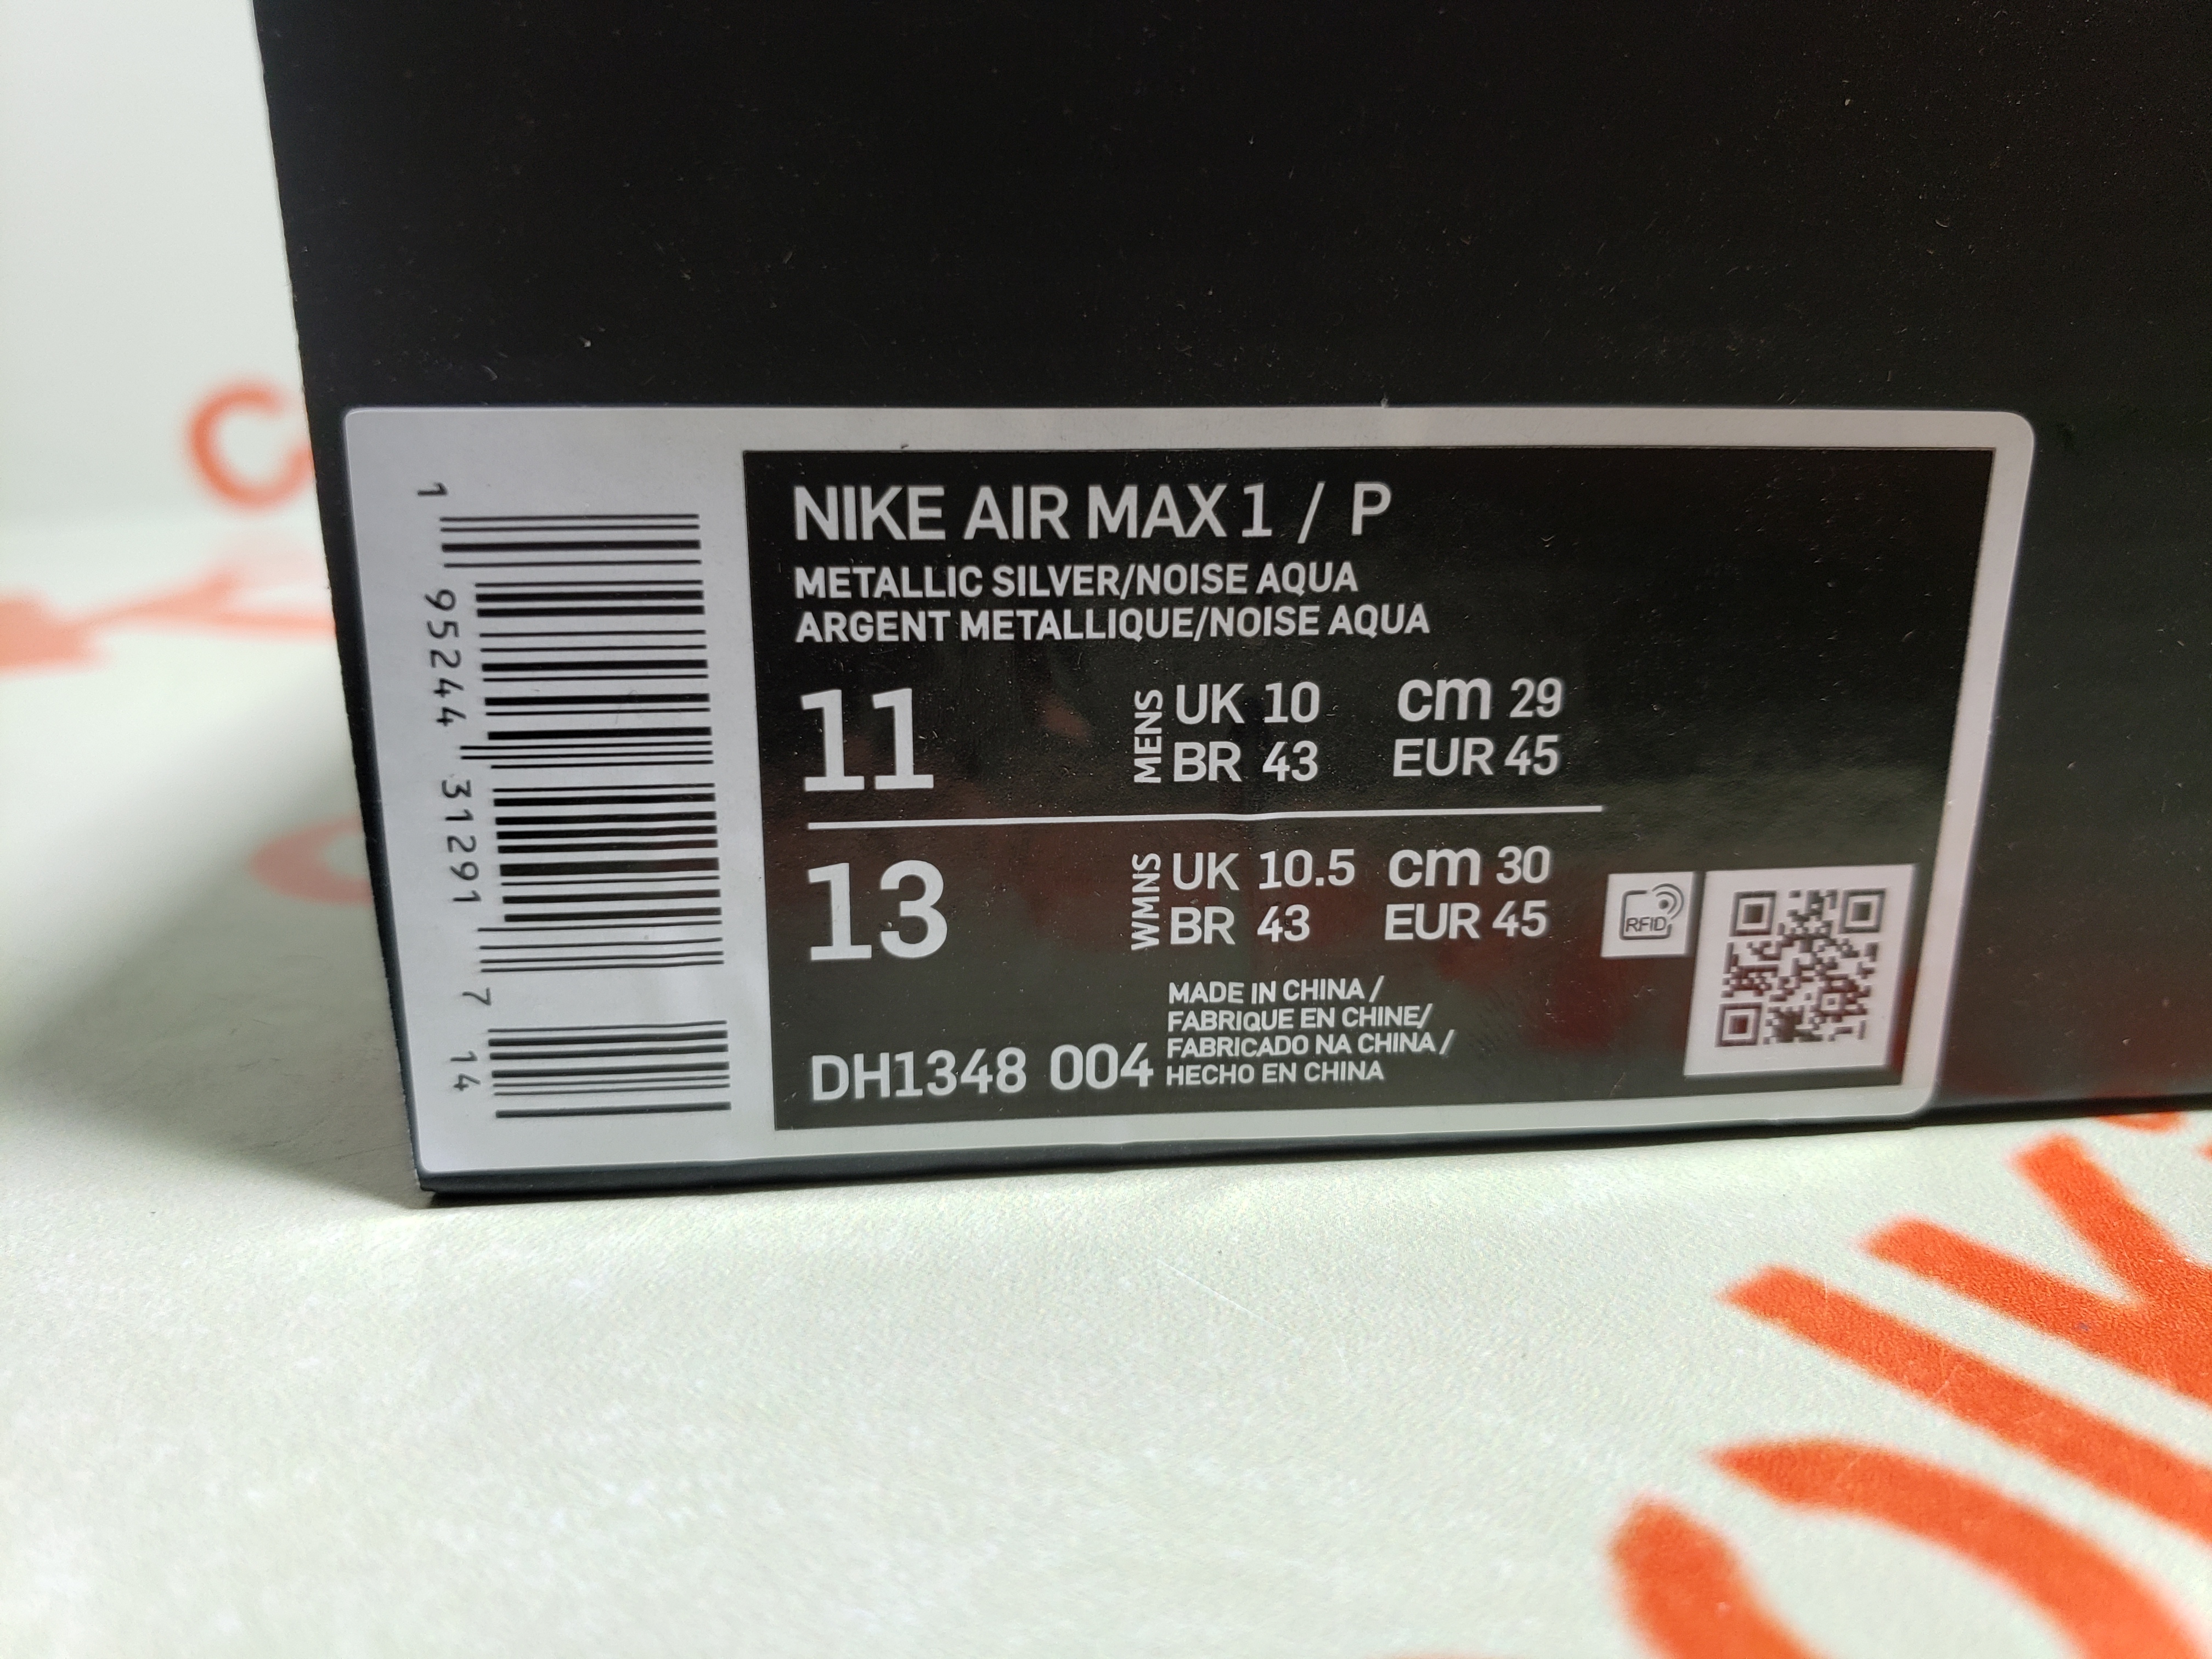 NIKE AIR MAX 1 / P
METALLIC SILVER/NOISE AQUA
ARGENT METALLIQUE/NOISE AQUA
11
MENS
UK 10 cm 29
BR 43 EUR 45
13
WMNS
UK 10.5 cm 30
BR 43 EUR 45
RFID
MADE IN CHINA /
FABRIQUE EN CHINE/
FABRICADO NA CHINA /
HECHO EN CHINA
DH1348 004
1 95244 31291 7 14